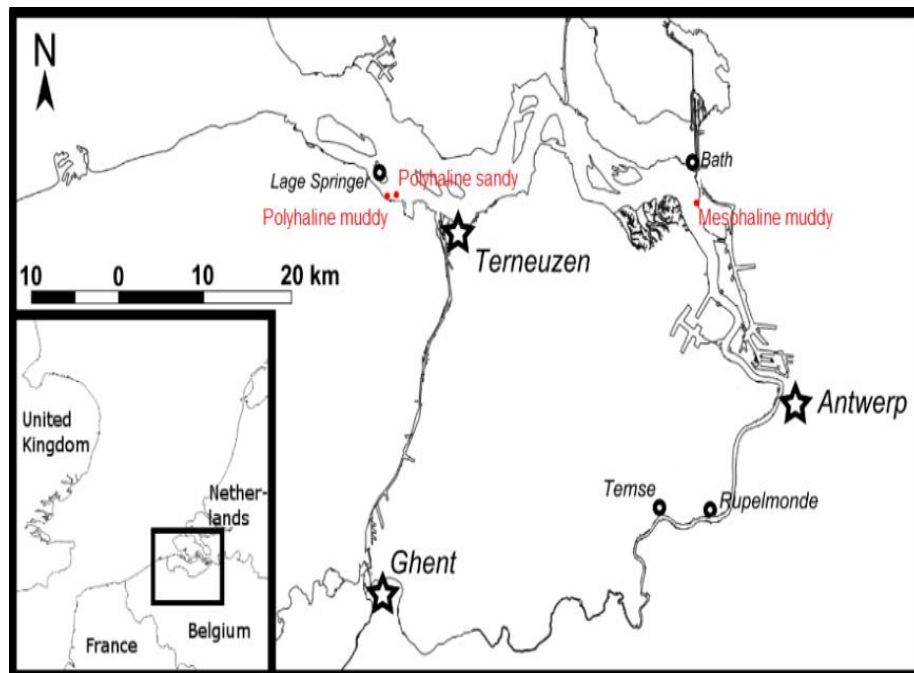 N
Bath
Lage Springer
Polyhaline sandy
Polyhaline muddy
Mesohaline muddy
Terneuzen
10 0 10 20 km
Antwerp
United
Kingdom
Nether-
lands
Temse
Rupelmonde
Ghent
France
Belgium